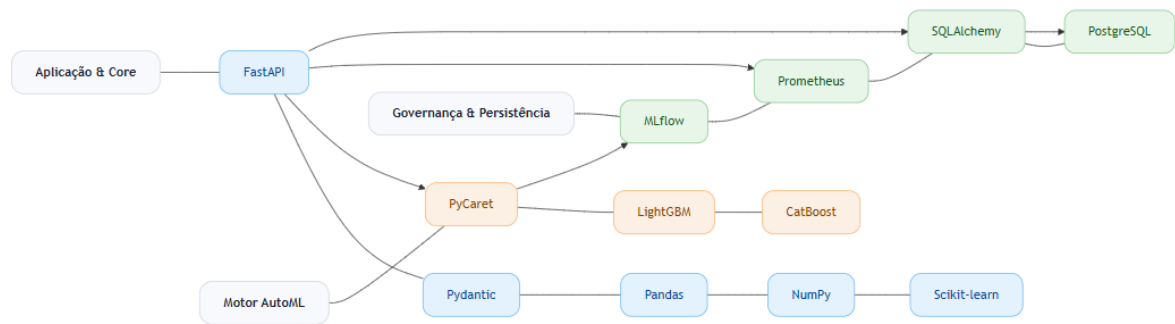 SQLAlchemy
PostgreSQL
Aplicação & Core
FastAPI
Prometheus
Governança & Persistência
MLflow
PyCaret
LightGBM
CatBoost
Motor AutoML
Pydantic
Pandas
NumPy
Scikit-learn